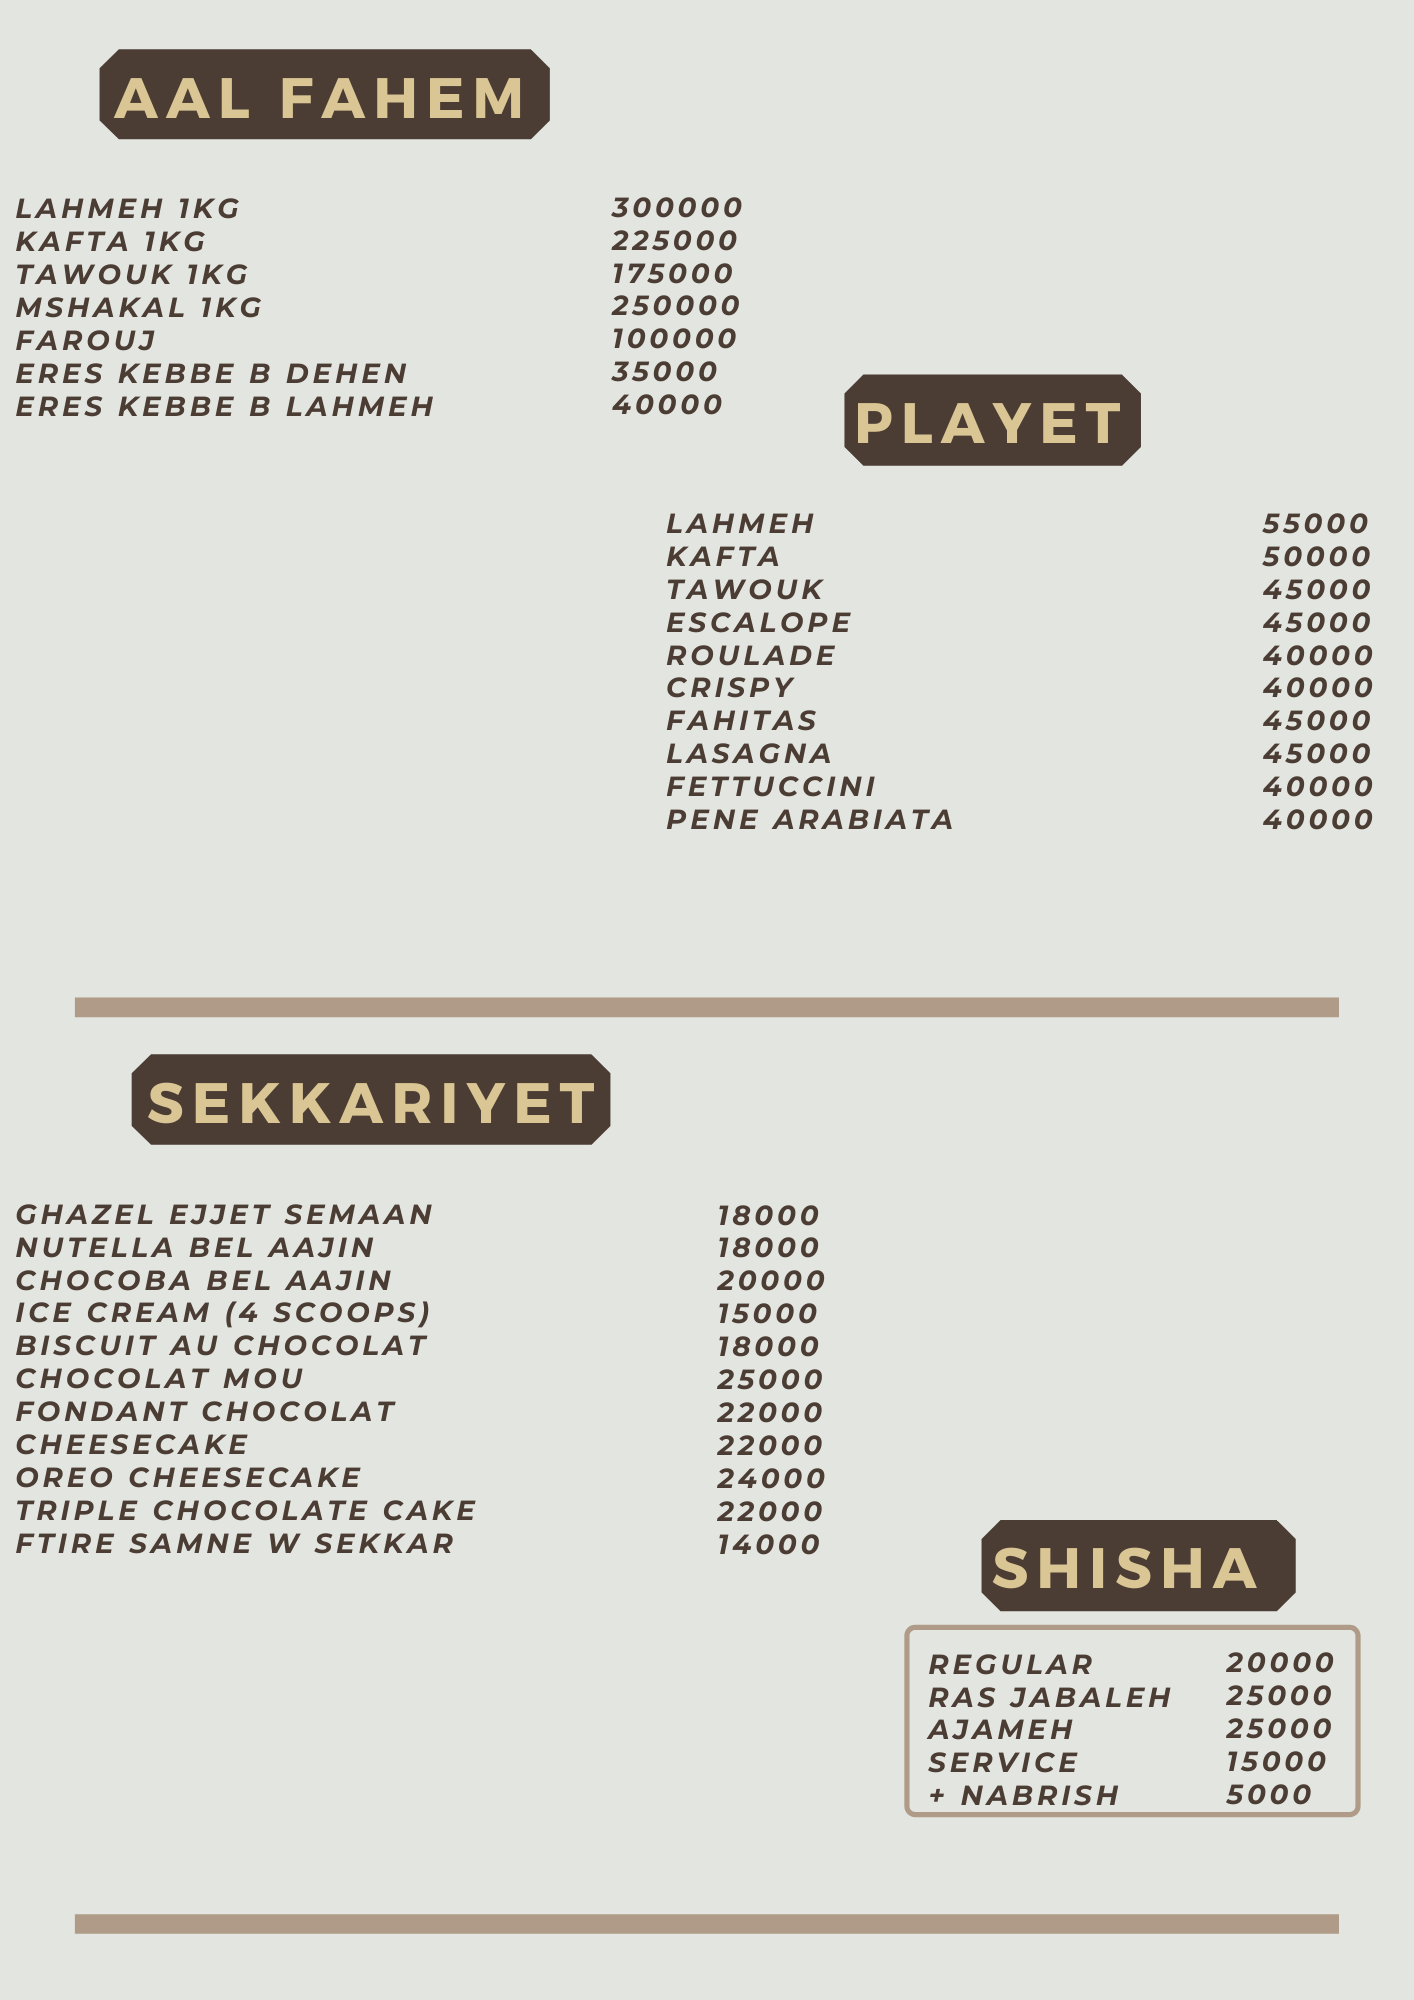 AAL FAHEM
LAHMEH 1KG 300000
KAFTA 1KG 225000
TAWOUK 1KG 175000
MSHAKAL 1KG 250000
FAROUJ 100000
ERES KEBBE B DEHEN 35000
ERES KEBBE B LAHMEH 40000
PLAYET
LAHMEH 55000
KAFTA 50000
TAWOUK 45000
ESCALOPE 45000
ROULADE 40000
CRISPY 40000
FAHITAS 45000
LASAGNA 45000
FETTUCCINI 40000
PENE ARABIATA 40000
SEKKARIYET
GHAZEL EJJET SEMAAN 18000
NUTELLA BEL AAJIN 18000
CHOCOBA BEL AAJIN 20000
ICE CREAM (4 SCOOPS) 15000
BISCUIT AU CHOCOLAT 18000
CHOCOLAT MOU 25000
FONDANT CHOCOLAT 22000
CHEESECAKE 22000
OREO CHEESECAKE 24000
TRIPLE CHOCOLATE CAKE 22000
FTIRE SAMNE W SEKKAR 14000
SHISHA
REGULAR 20000
RAS JABALEH 25000
AJAMEH 25000
SERVICE 15000
+ NABRISH 5000